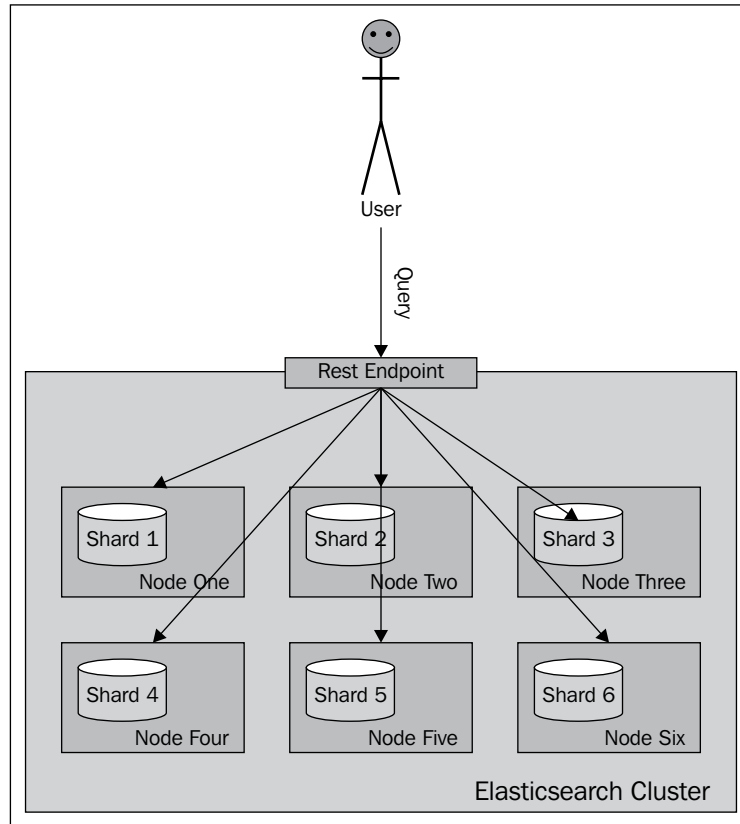 User
Query
Rest Endpoint
Shard 1
Node One
Shard 2
Node Two
Shard 3
Node Three
Shard 4
Node Four
Shard 5
Node Five
Shard 6
Node Six
Elasticsearch Cluster